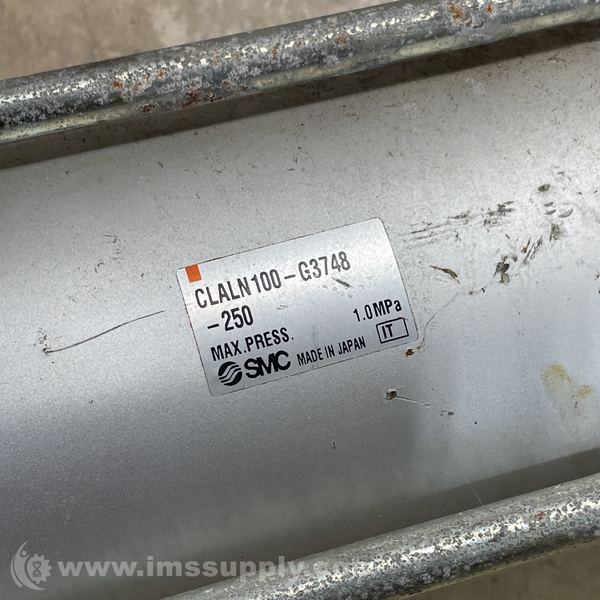 CLALN100-G3748
-250
MAX.PRESS. 1.0MPa
SMC MADE IN JAPAN IT
www.imssupply.com